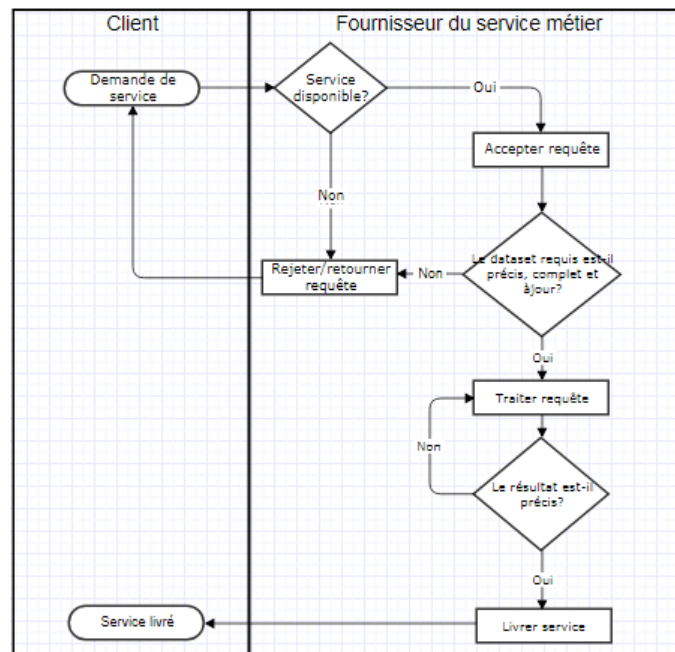 Client
Fournisseur du service métier
Demande de
service
Service
disponible?
Oui
Accepter requête
Non
Le dataset requis est-il
précis, complet et
àjour?
Non
Rejeter/retourner
requête
Oui
Traiter requête
Non
Le résultat est-il
précis?
Oui
Service livré
Livrer service